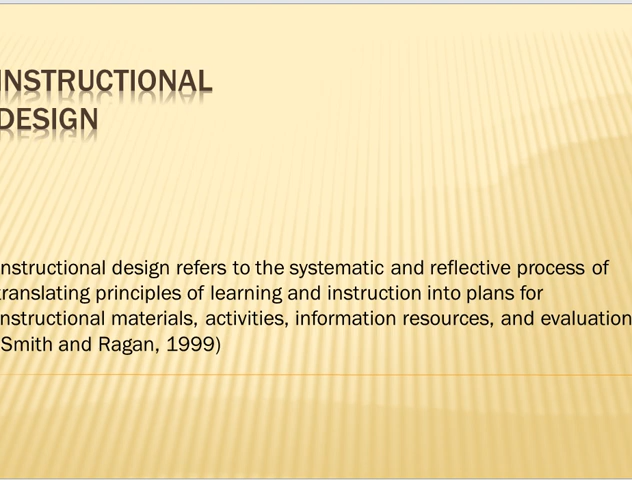 INSTRUCTIONAL
DESIGN
nstructional design refers to the systematic and reflective process of
translating principles of learning and instruction into plans for
nstructional materials, activities, information resources, and evaluation
Smith and Ragan, 1999)